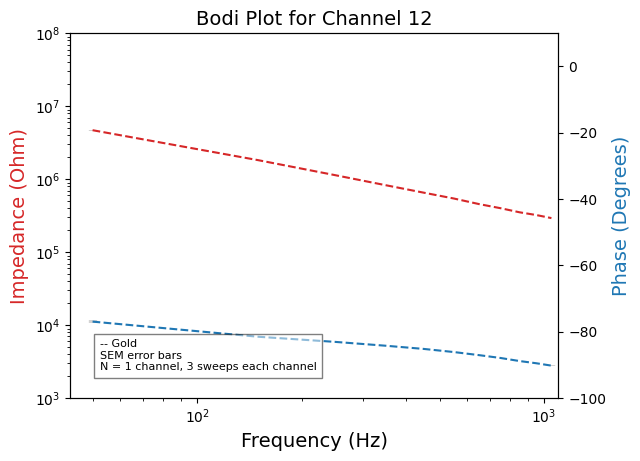 Bodi Plot for Channel 12
10^8
10^7
10^6
10^5
10^4
10^3
Impedance (Ohm)
0
−20
−40
−60
−80
−100
Phase (Degrees)
-- Gold
SEM error bars
N = 1 channel, 3 sweeps each channel
10^2
10^3
Frequency (Hz)